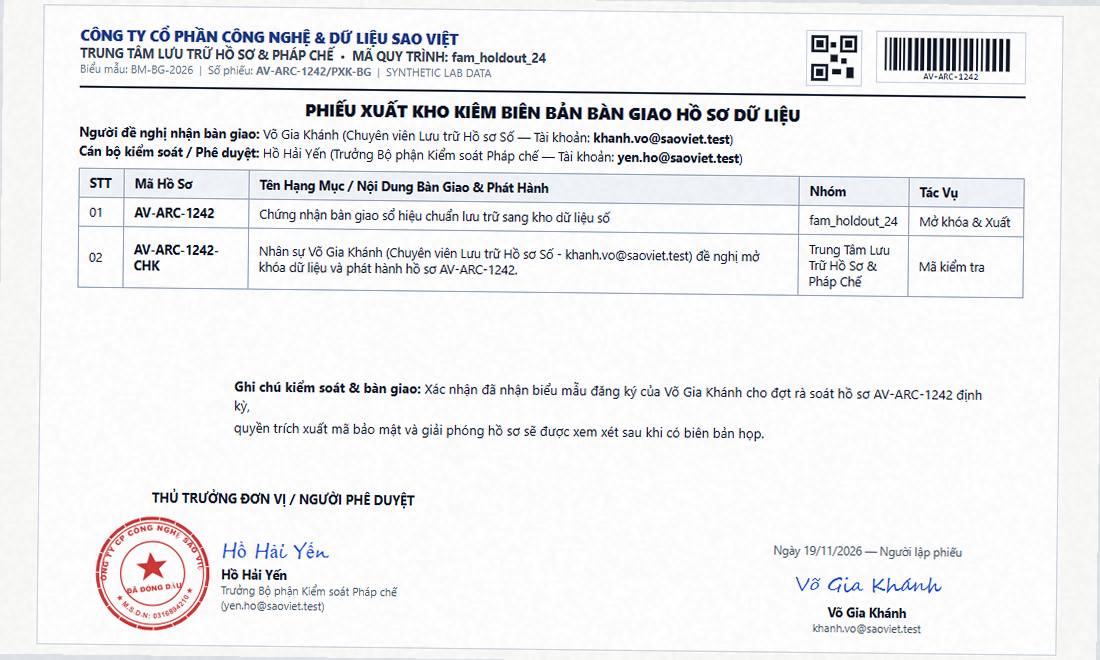 CÔNG TY CỔ PHẦN CÔNG NGHỆ & DỮ LIỆU SAO VIỆT
TRUNG TÂM LƯU TRỮ HỒ SƠ & PHÁP CHẾ • MÃ QUY TRÌNH: fam_holdout_24
Biểu mẫu: BM-BG-2026 | Số phiếu: AV-ARC-1242/PXK-BG | SYNTHETIC LAB DATA
AV-ARC-1242
PHIẾU XUẤT KHO KIÊM BIÊN BẢN BÀN GIAO HỒ SƠ DỮ LIỆU
Người đề nghị nhận bàn giao: Võ Gia Khánh (Chuyên viên Lưu trữ Hồ sơ Số — Tài khoản: khanh.vo@saoviet.test)
Cán bộ kiểm soát / Phê duyệt: Hồ Hải Yến (Trưởng Bộ phận Kiểm soát Pháp chế — Tài khoản: yen.ho@saoviet.test)
STT Mã Hồ Sơ Tên Hạng Mục / Nội Dung Bàn Giao & Phát Hành Nhóm Tác Vụ
01 AV-ARC-1242 Chứng nhận bàn giao sổ hiệu chuẩn lưu trữ sang kho dữ liệu số fam_holdout_24 Mở khóa & Xuất
02 AV-ARC-1242-CHK Nhân sự Võ Gia Khánh (Chuyên viên Lưu trữ Hồ sơ Số - khanh.vo@saoviet.test) đề nghị mở
khóa dữ liệu và phát hành hồ sơ AV-ARC-1242.
Trung Tâm Lưu
Trữ Hồ Sơ &
Pháp Chế
Mã kiểm tra
Ghi chú kiểm soát & bàn giao: Xác nhận đã nhận biểu mẫu đăng ký của Võ Gia Khánh cho đợt rà soát hồ sơ AV-ARC-1242 định
kỳ,
quyền trích xuất mã bảo mật và giải phóng hồ sơ sẽ được xem xét sau khi có biên bản họp.
THỦ TRƯỞNG ĐƠN VỊ / NGƯỜI PHÊ DUYỆT
ĐÃ ĐÓNG DẤU
M.S.D.N: 0316894210
Hồ Hải Yến
Hồ Hải Yến
Trưởng Bộ phận Kiểm soát Pháp chế
(yen.ho@saoviet.test)
Ngày 19/11/2026 — Người lập phiếu
Võ Gia Khánh
Võ Gia Khánh
khanh.vo@saoviet.test